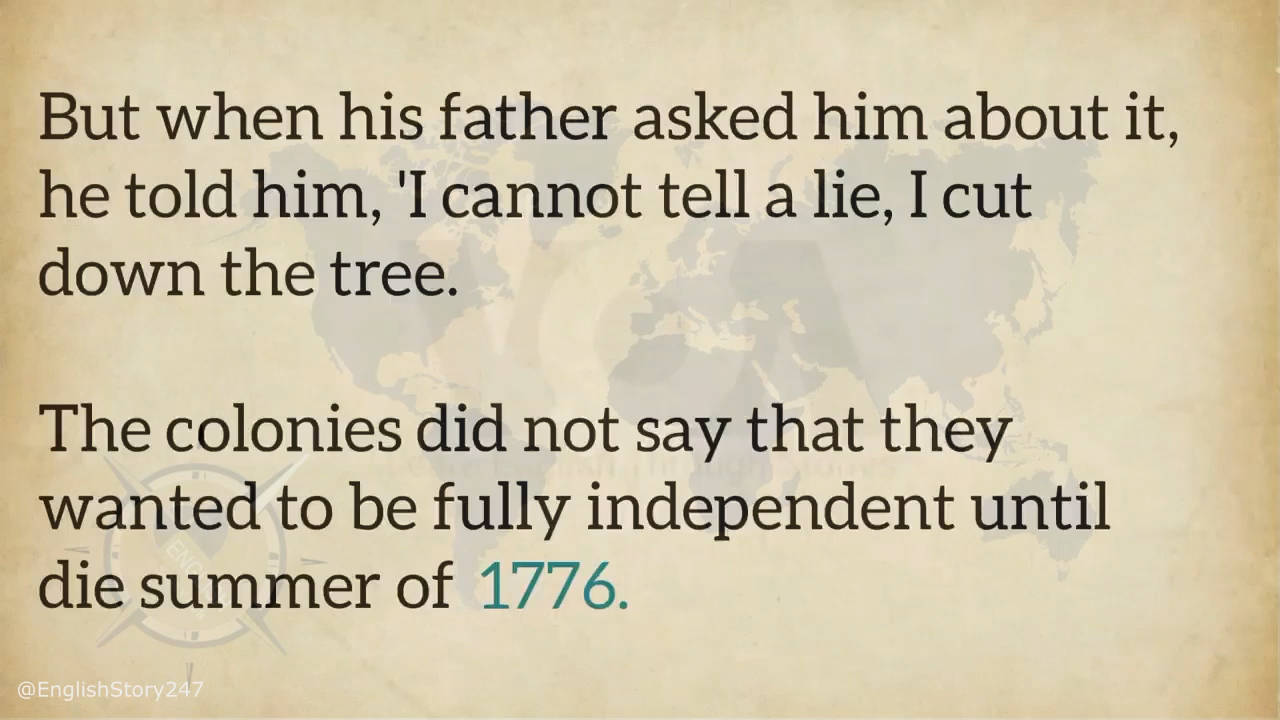 But when his father asked him about it,
he told him, 'I cannot tell a lie, I cut
down the tree.
The colonies did not say that they
wanted to be fully independent until
die summer of 1776.
@EnglishStory247